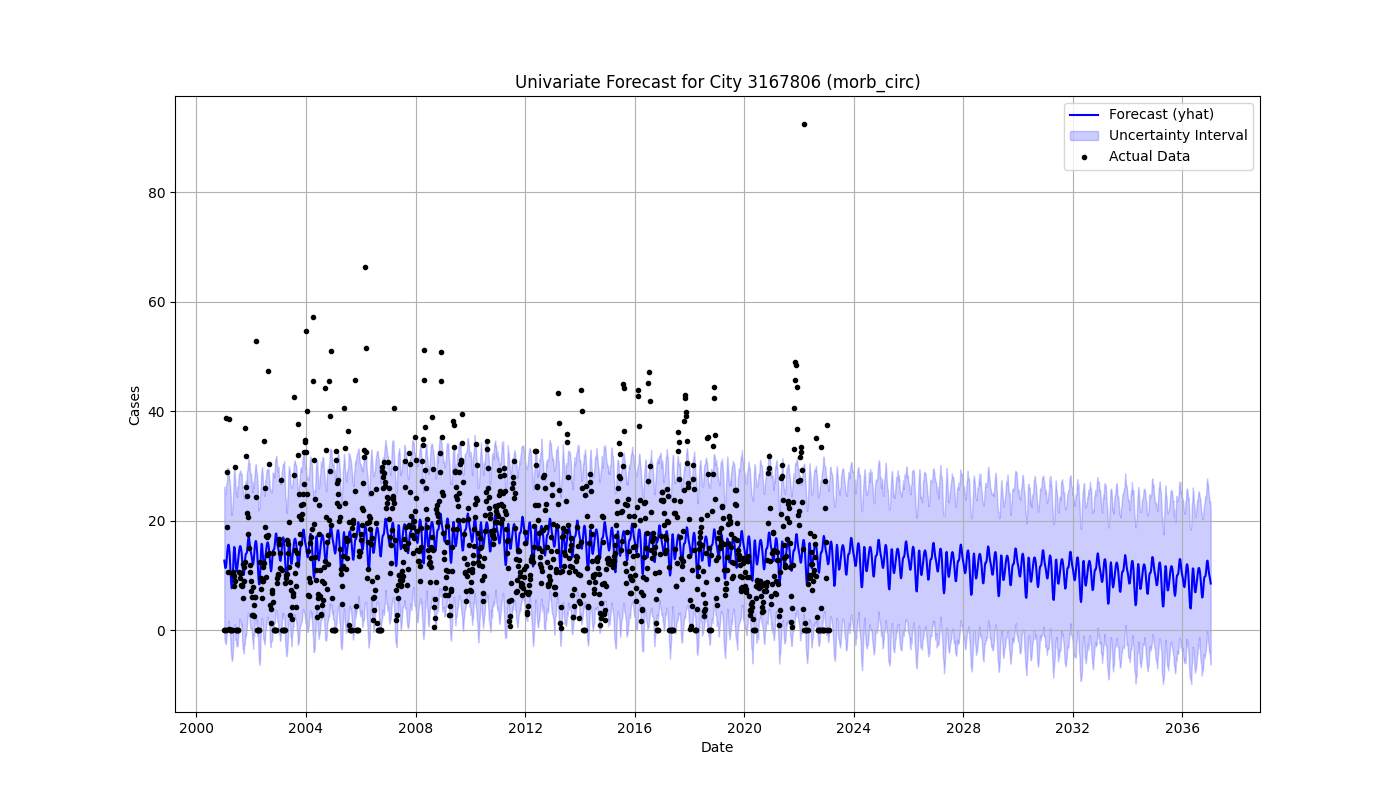 Univariate Forecast for City 3167806 (morb_circ)
Forecast (yhat)
Uncertainty Interval
Actual Data
Cases
80
60
40
20
0
2000 2004 2008 2012 2016 2020 2024 2028 2032 2036
Date